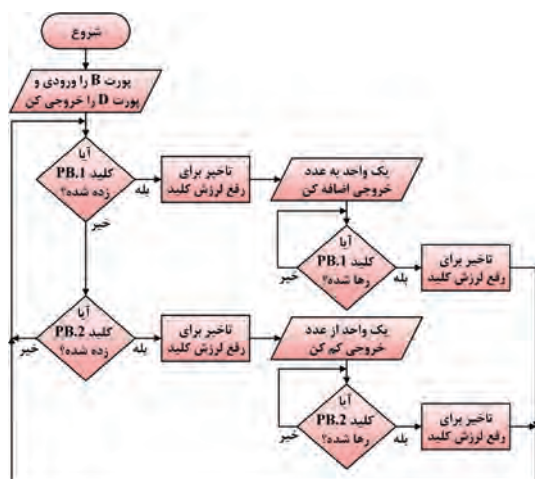 شروع
پورت B را ورودی و
پورت D را خروجی کن
آیا
کلید
PB.1
زده شده؟
بله
خیر
تاخیر برای
رفع لرزش کلید
یک واحد به عدد
خروجی اضافه کن
آیا
کلید
PB.1
رها شده؟
خیر
بله
تاخیر برای
رفع لرزش کلید
آیا
کلید
PB.2
زده شده؟
خیر
بله
تاخیر برای
رفع لرزش کلید
یک واحد از عدد
خروجی کم کن
آیا
کلید
PB.2
رها شده؟
خیر
بله
تاخیر برای
رفع لرزش کلید